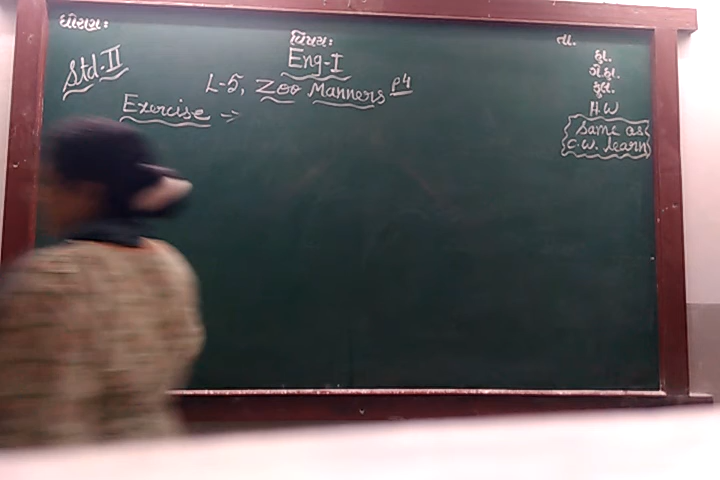 ધોરણ:
વિષય:
તા.
Std-II
Eng-I
હા.
ગે.હા.
કુલ.
L-5, Zoo Manners P4
Exercise →
H.W
Same as
C.W. learn